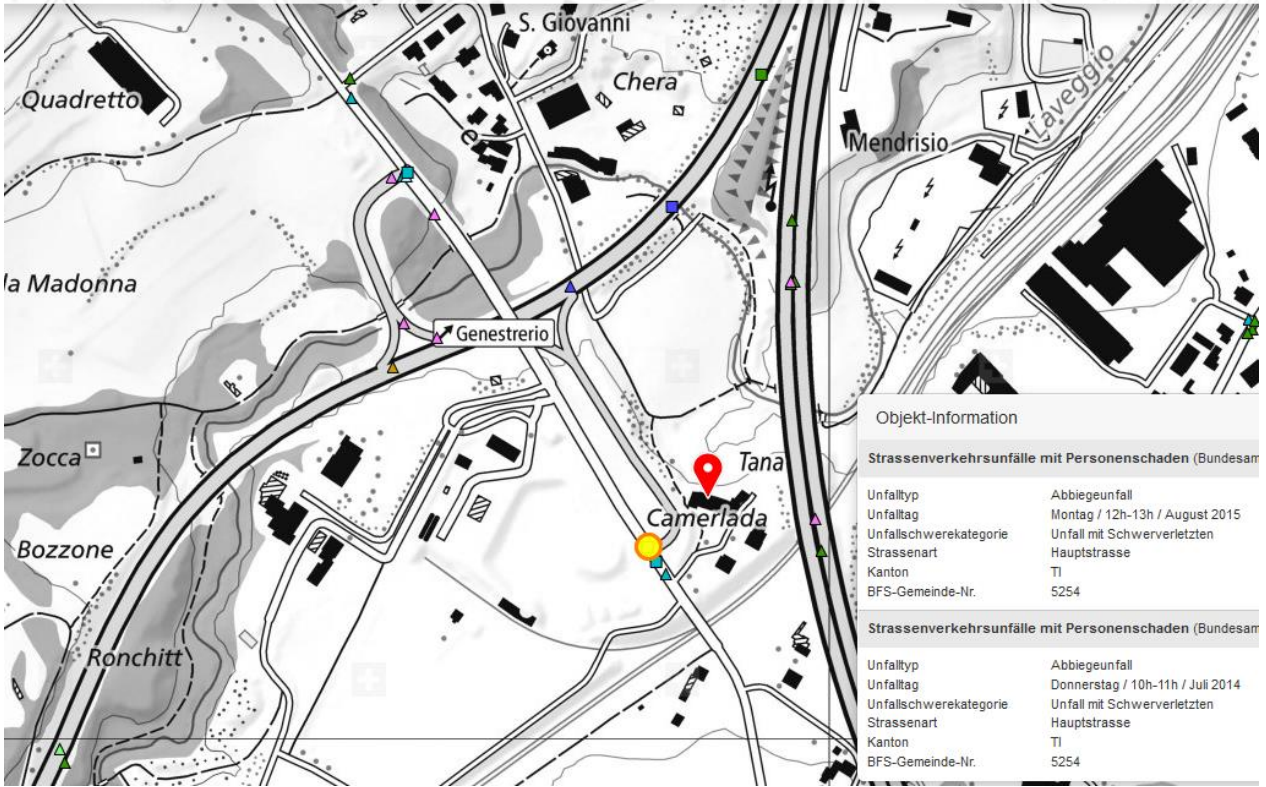 S. Giovanni
Chera
Quadretto
Laveggio
Mendrisio
la Madonna
Genestrerio
Zocca
Tana
Camerlada
Bozzone
Ronchitt
Objekt-Information
Strassenverkehrsunfälle mit Personenschaden (Bundesam
Unfalltyp Abbiegeunfall
Unfalltag Montag / 12h-13h / August 2015
Unfallschwerekategorie Unfall mit Schwerverletzten
Strassenart Hauptstrasse
Kanton TI
BFS-Gemeinde-Nr. 5254
Strassenverkehrsunfälle mit Personenschaden (Bundesam
Unfalltyp Abbiegeunfall
Unfalltag Donnerstag / 10h-11h / Juli 2014
Unfallschwerekategorie Unfall mit Schwerverletzten
Strassenart Hauptstrasse
Kanton TI
BFS-Gemeinde-Nr. 5254